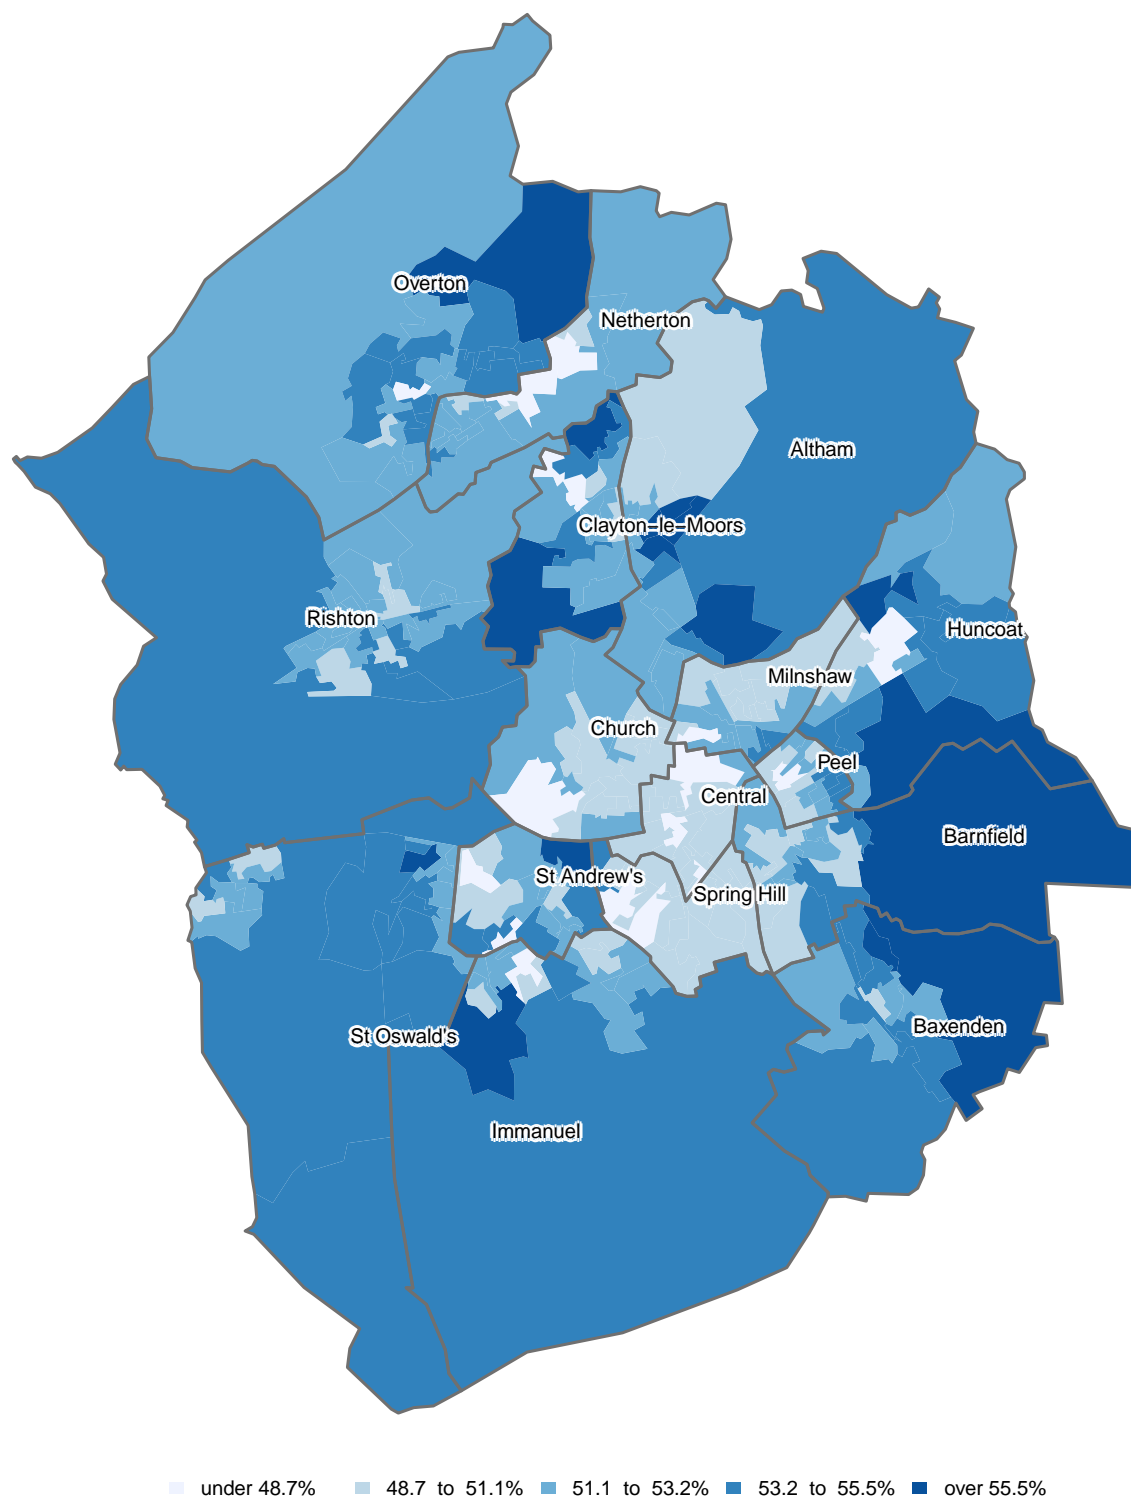 Overton
Netherton
Altham
Clayton−le−Moors
Rishton
Huncoat
Milnshaw
Church
Peel
Central
Barnfield
St Andrew's
Spring Hill
Baxenden
St Oswald's
Immanuel
under 48.7% 48.7 to 51.1% 51.1 to 53.2% 53.2 to 55.5% over 55.5%